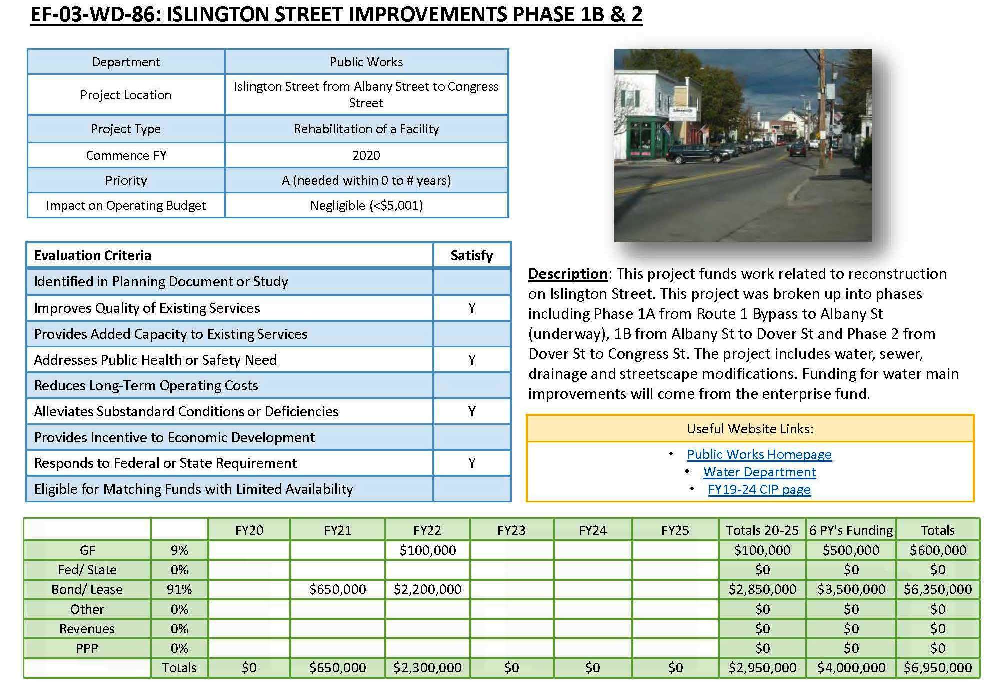 EF-03-WD-86: ISLINGTON STREET IMPROVEMENTS PHASE 1B & 2
Department Public Works
Project Location Islington Street from Albany Street to Congress
Street
Project Type Rehabilitation of a Facility
Commence FY 2020
Priority A (needed within 0 to # years)
Impact on Operating Budget Negligible (<$5,001)
Evaluation Criteria Satisfy
Identified in Planning Document or Study
Improves Quality of Existing Services Y
Provides Added Capacity to Existing Services
Addresses Public Health or Safety Need Y
Reduces Long-Term Operating Costs
Alleviates Substandard Conditions or Deficiencies Y
Provides Incentive to Economic Development
Responds to Federal or State Requirement Y
Eligible for Matching Funds with Limited Availability
Description: This project funds work related to reconstruction
on Islington Street. This project was broken up into phases
including Phase 1A from Route 1 Bypass to Albany St
(underway), 1B from Albany St to Dover St and Phase 2 from
Dover St to Congress St. The project includes water, sewer,
drainage and streetscape modifications. Funding for water main
improvements will come from the enterprise fund.
Useful Website Links:
• Public Works Homepage
• Water Department
• FY19-24 CIP page
FY20 FY21 FY22 FY23 FY24 FY25 Totals 20-25 6 PY's Funding Totals
GF 9% $100,000 $100,000 $500,000 $600,000
Fed/ State 0% $0 $0 $0
Bond/ Lease 91% $650,000 $2,200,000 $2,850,000 $3,500,000 $6,350,000
Other 0% $0 $0 $0
Revenues 0% $0 $0 $0
PPP 0% $0 $0 $0
Totals $0 $650,000 $2,300,000 $0 $0 $0 $2,950,000 $4,000,000 $6,950,000